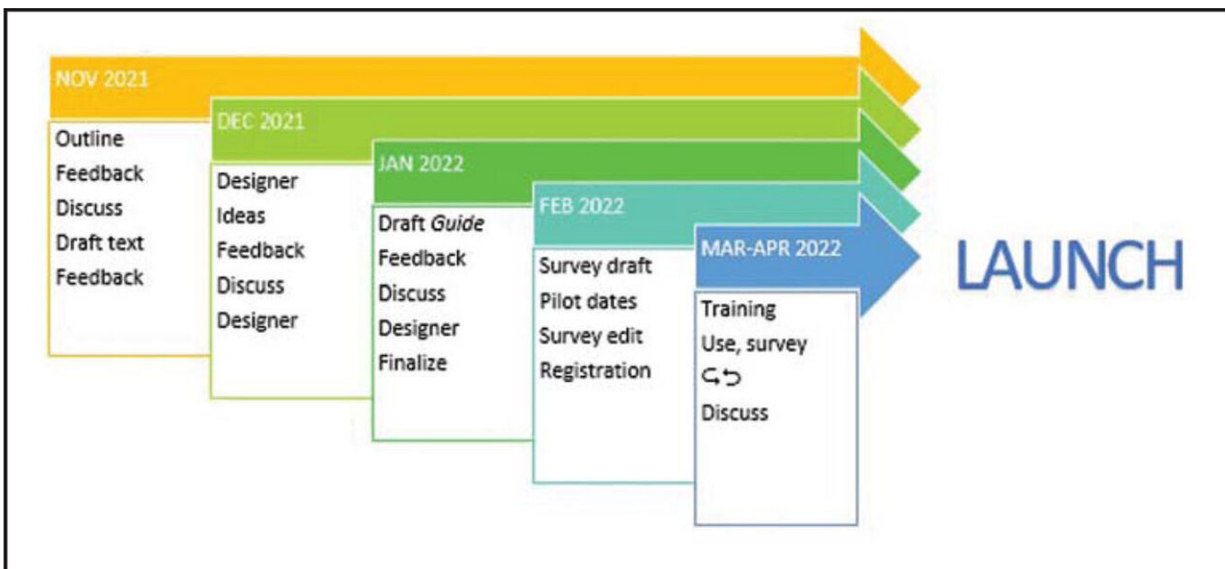 NOV 2021
Outline
Feedback
Discuss
Draft text
Feedback
DEC 2021
Designer
Ideas
Feedback
Discuss
Designer
JAN 2022
Draft Guide
Feedback
Discuss
Designer
Finalize
FEB 2022
Survey draft
Pilot dates
Survey edit
Registration
MAR-APR 2022
Training
Use, survey
Discuss
LAUNCH